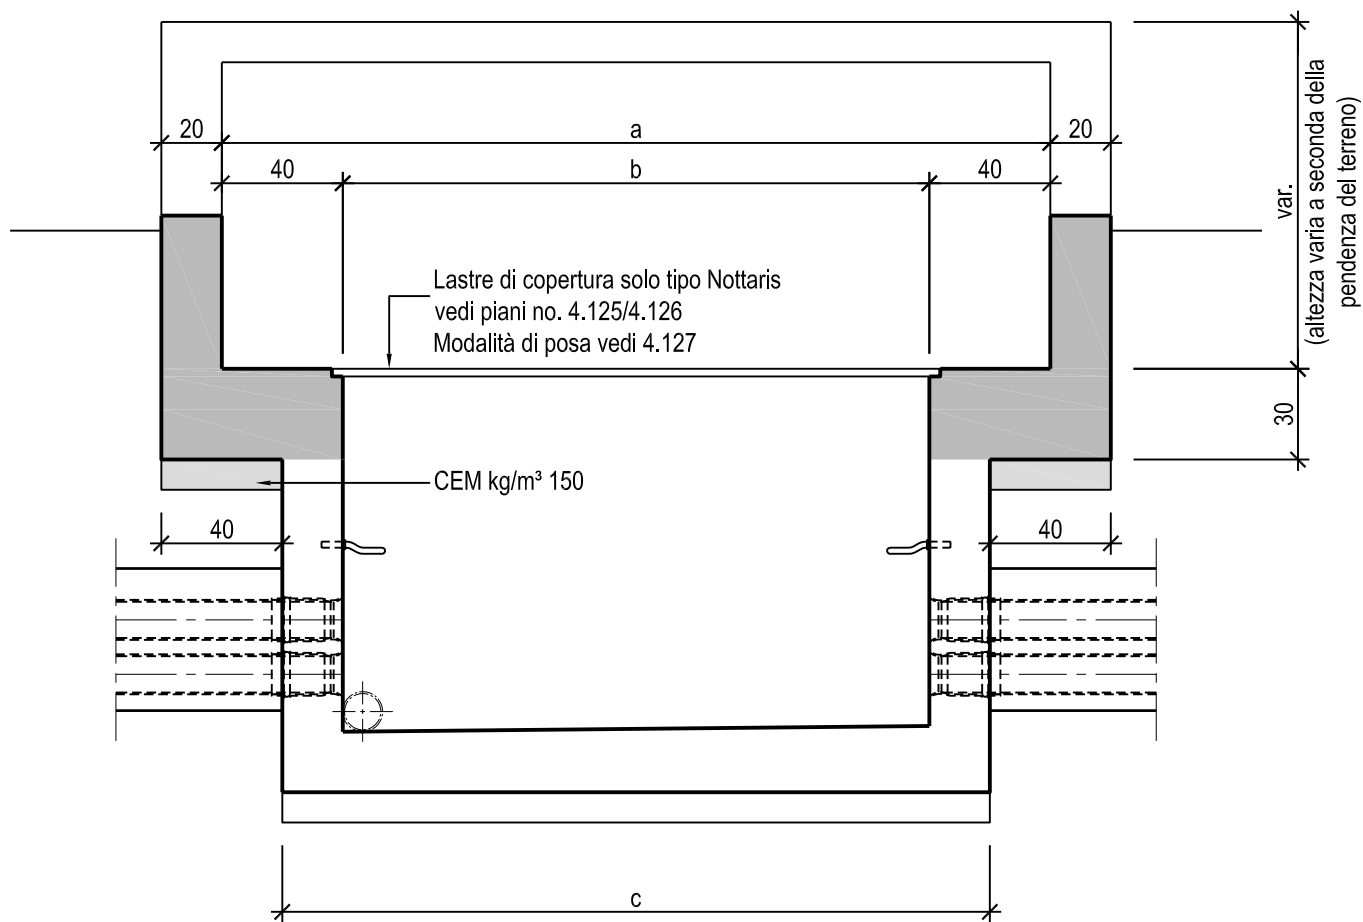 20
a
20
40
b
40
var.
(altezza varia a seconda della
pendenza del terreno)
Lastre di copertura solo tipo Nottaris
vedi piani no. 4.125/4.126
Modalità di posa vedi 4.127
30
CEM kg/m³ 150
40
40
c